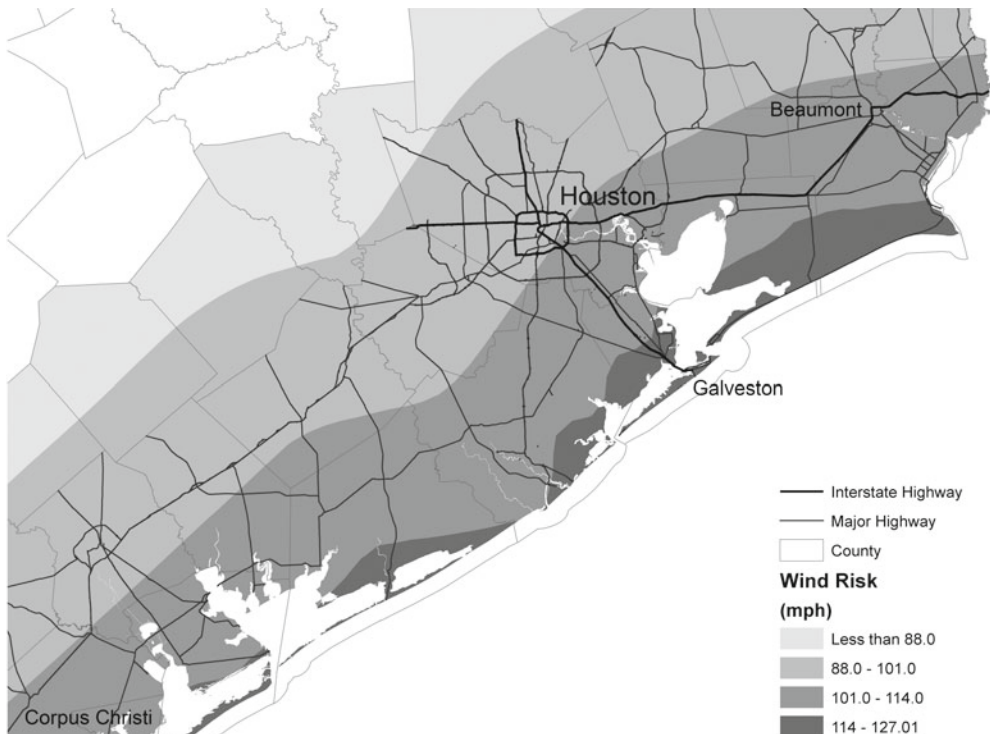 Beaumont
Houston
Galveston
Corpus Christi
Interstate Highway
Major Highway
County
Wind Risk
(mph)
Less than 88.0
88.0 - 101.0
101.0 - 114.0
114 - 127.01